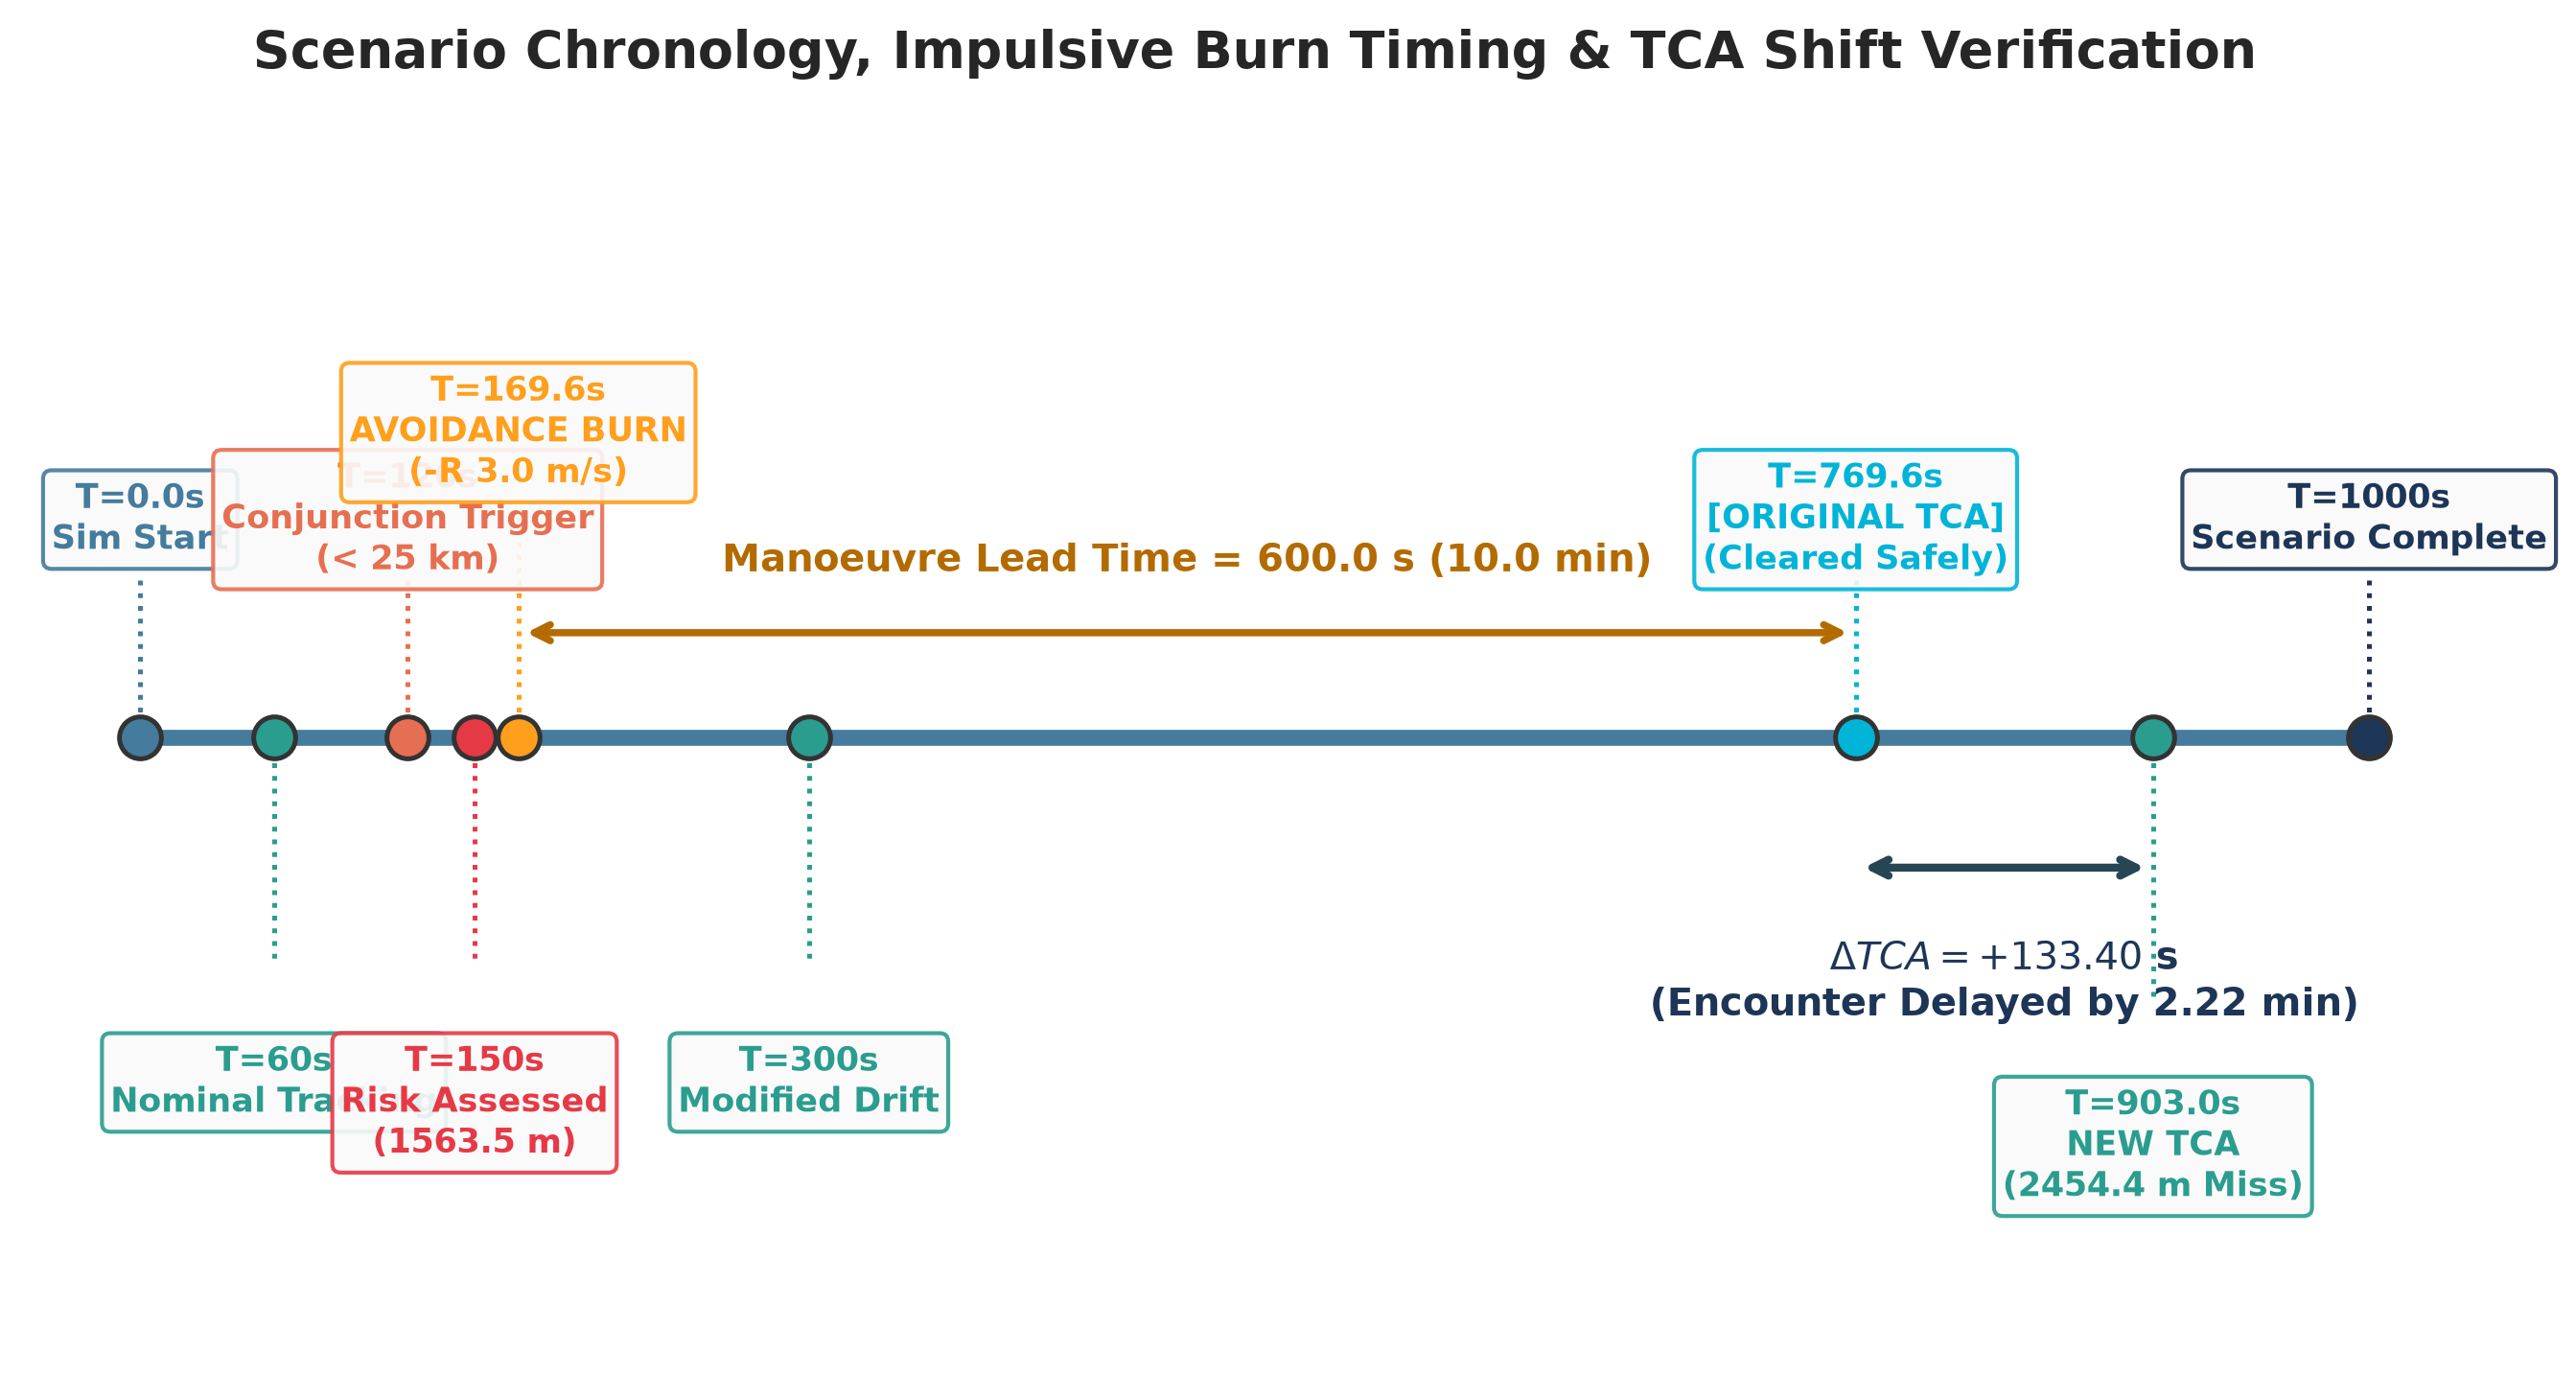 Scenario Chronology, Impulsive Burn Timing & TCA Shift Verification
T=169.6s
AVOIDANCE BURN
(-R 3.0 m/s)
T=0.0s
Sim Start
T=120s
Conjunction Trigger
(< 25 km)
Manoeuvre Lead Time = 600.0 s (10.0 min)
T=769.6s
[ORIGINAL TCA]
(Cleared Safely)
T=1000s
Scenario Complete
ΔTCA = +133.40 s
(Encounter Delayed by 2.22 min)
T=60s
Nominal Tracking
T=150s
Risk Assessed
(1563.5 m)
T=300s
Modified Drift
T=903.0s
NEW TCA
(2454.4 m Miss)